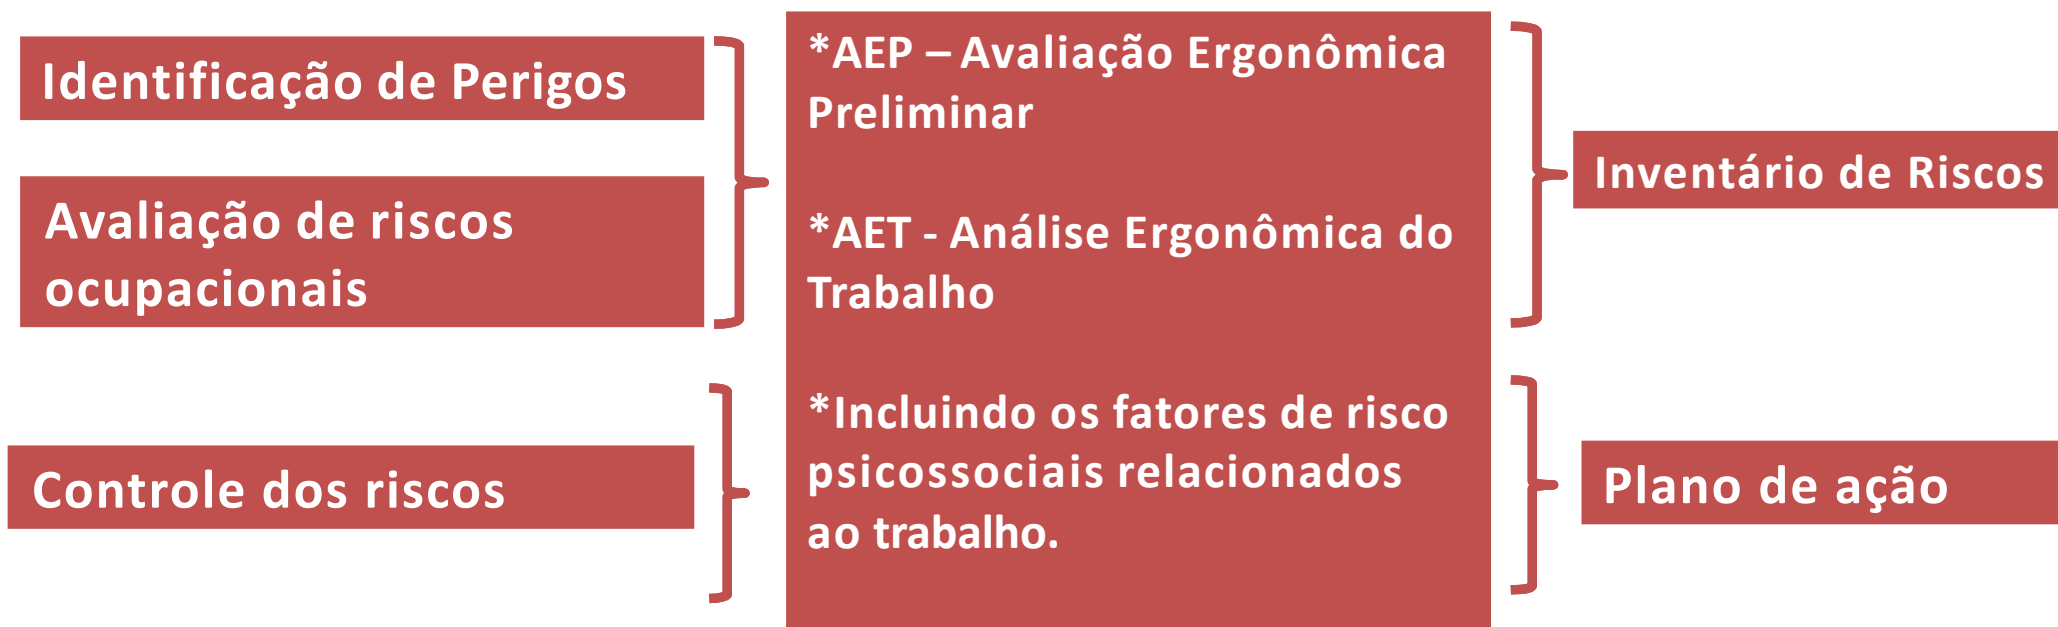 Identificação de Perigos
Avaliação de riscos
ocupacionais
Controle dos riscos
*AEP – Avaliação Ergonômica
Preliminar
*AET - Análise Ergonômica do
Trabalho
*Incluindo os fatores de risco
psicossociais relacionados
ao trabalho.
Inventário de Riscos
Plano de ação